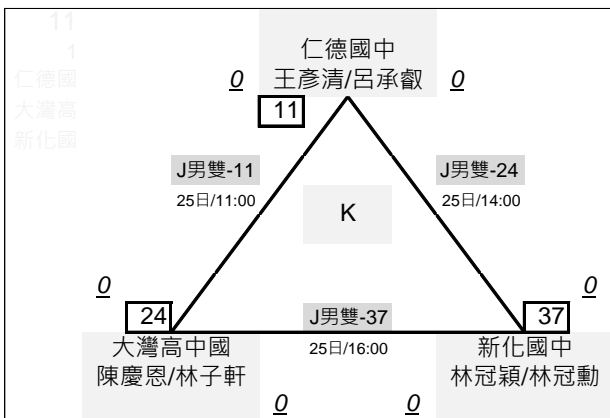 11
1
仁德國
大灣高
新化國
仁德國中
王彥清/呂承叡
0
0
11
J男雙-11
25日/11:00
J男雙-24
25日/14:00
K
0
0
24
J男雙-37
37
大灣高中國
陳慶恩/林子軒
25日/16:00
新化國中
林冠穎/林冠勳
0
0